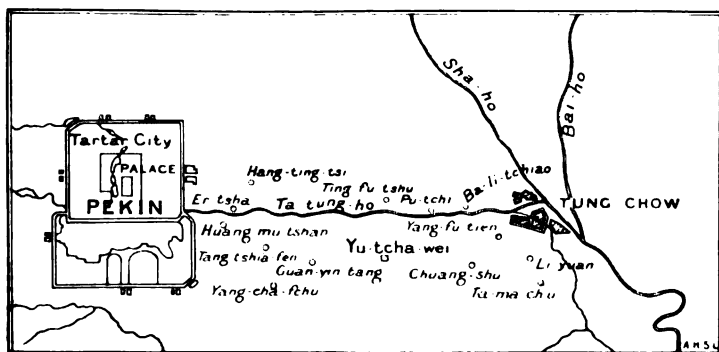 Sha-ho
Bai-ho
Tartar City
PALACE
PEKIN
Hang-ting-tsi
Ting fu tshu
Pu-tchi
Ba-li-tchiao
TUNG CHOW
Er tsha
Ta tung-ho
Huang mu tshan
Yang-fu tien
Yu-tcha-wei
Tang tshia fen
Guan-yin tang
Chuang-shu
Li yuan
Yang-cha-tchu
Ta-ma chu